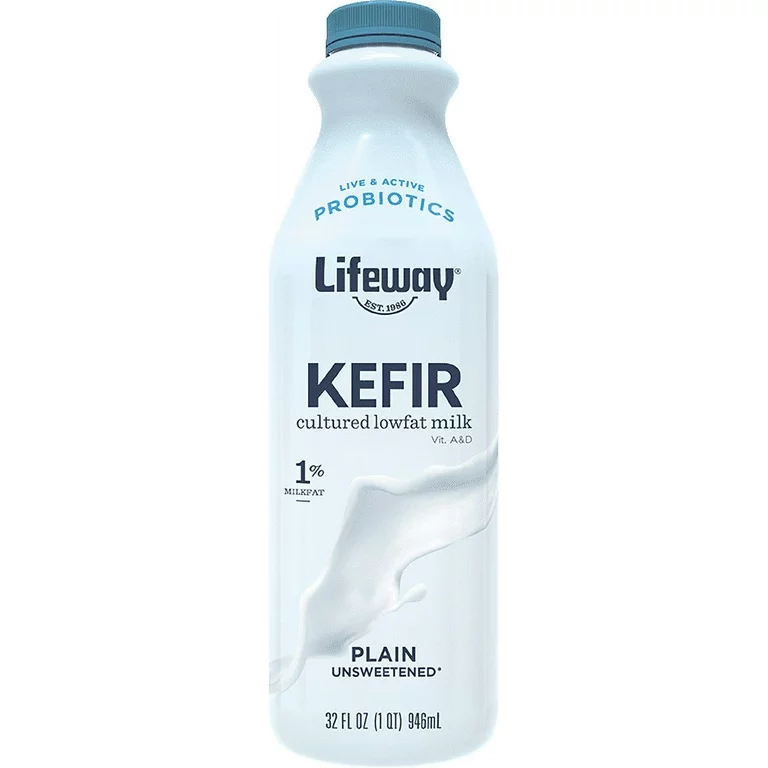 LIVE & ACTIVE
PROBIOTICS
Lifeway®
EST. 1986
KEFIR
cultured lowfat milk
Vit. A&D
1%
MILKFAT
PLAIN
UNSWEETENED*
32 FL OZ (1 QT) 946mL